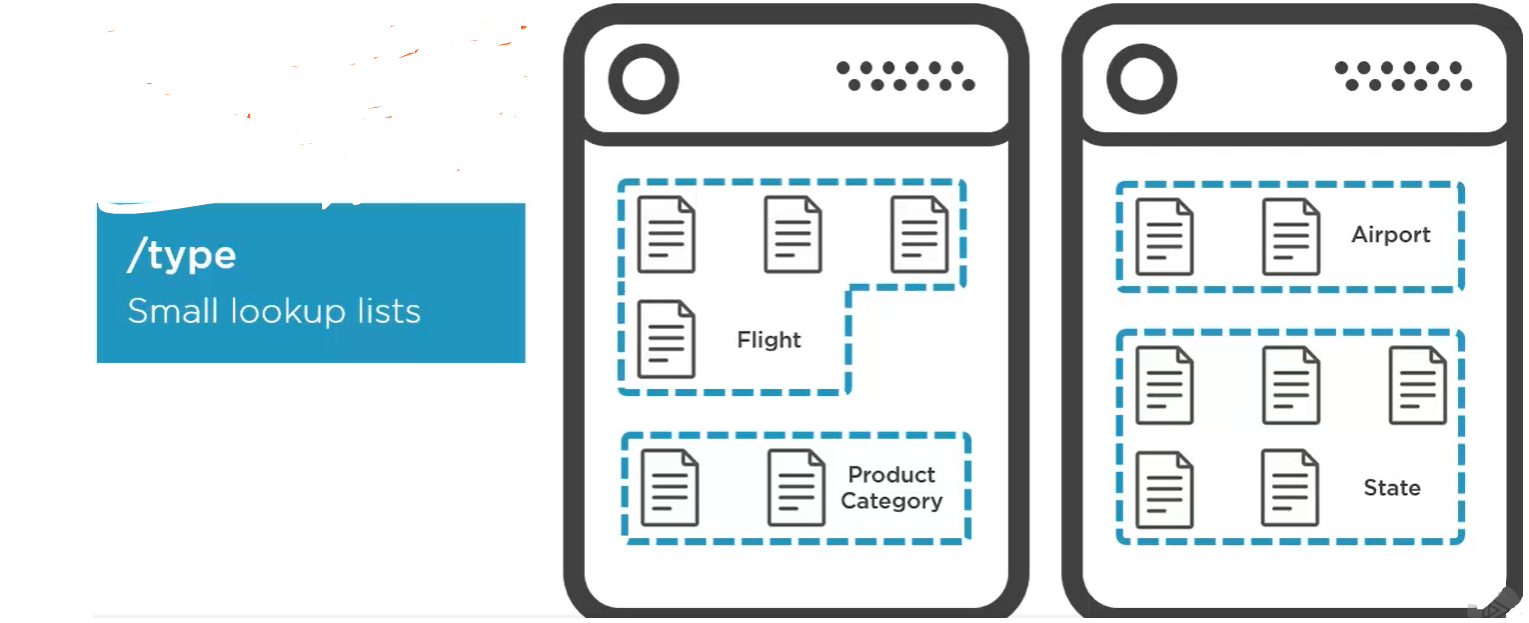 /type
Small lookup lists
Flight
Product
Category
Airport
State